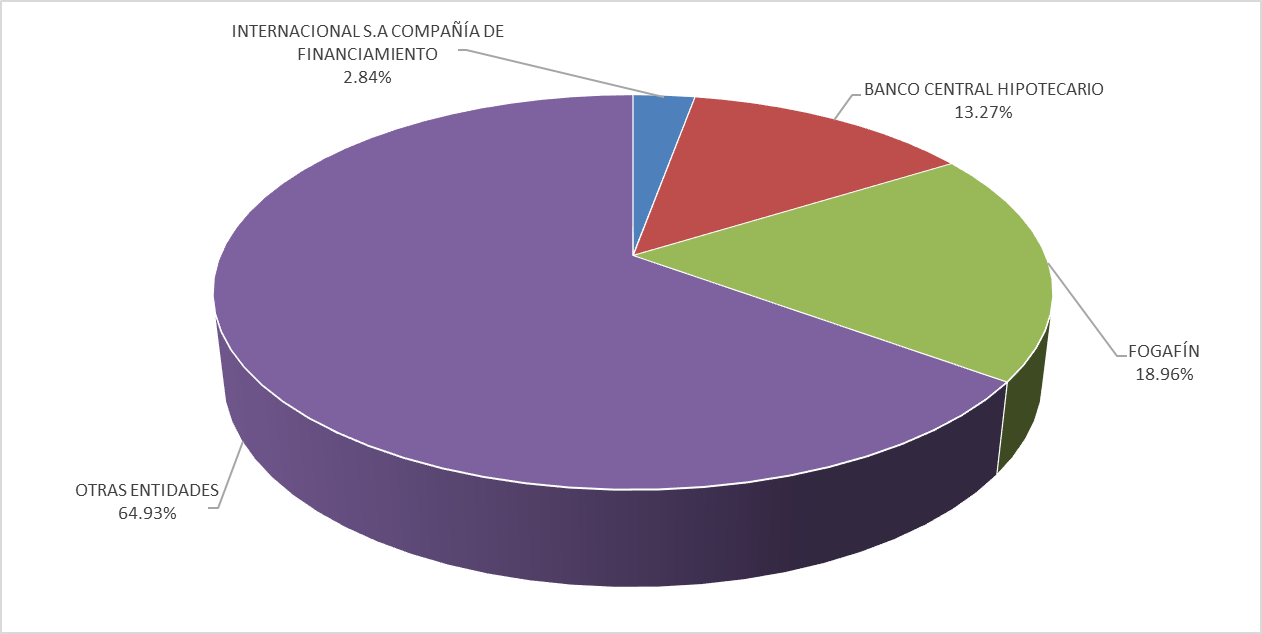 INTERNACIONAL S.A COMPAÑÍA DE
FINANCIAMIENTO
2.84%
BANCO CENTRAL HIPOTECARIO
13.27%
FOGAFÍN
18.96%
OTRAS ENTIDADES
64.93%